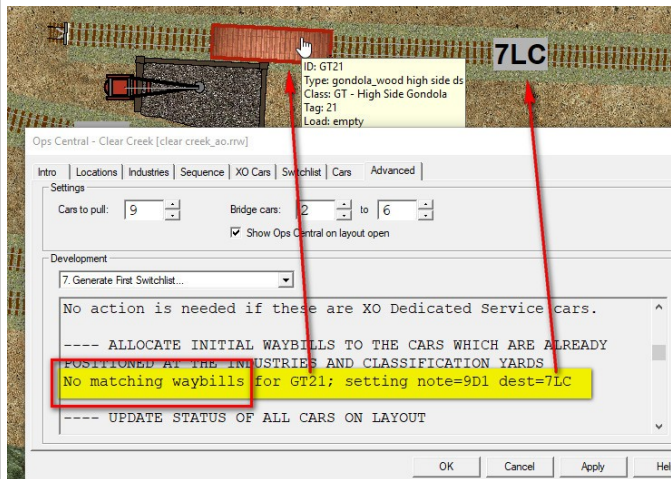 7LC
ID: GT21
Type: gondola_wood high side ds
Class: GT - High Side Gondola
Tag: 21
Load: empty
Ops Central - Clear Creek [clear creek_ao.rrw]
Intro Locations Industries Sequence XO Cars Switchlist Cars Advanced
Settings
Cars to pull: 9 Bridge cars: 2 to 6
Show Ops Central on layout open
Development
7. Generate First Switchlist...
No action is needed if these are XO Dedicated Service cars.
---- ALLOCATE INITIAL WAYBILLS TO THE CARS WHICH ARE ALREADY
POSITIONED AT THE INDUSTRIES AND CLASSIFICATION YARDS
No matching waybills for GT21; setting note=9D1 dest=7LC
---- UPDATE STATUS OF ALL CARS ON LAYOUT
OK Cancel Apply Hel